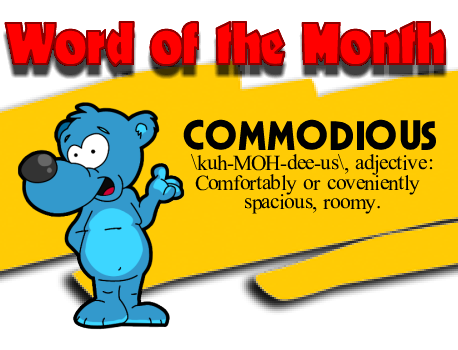 Word of the Month
COMMODIOUS
\kuh-MOH-dee-us\, adjective:
Comfortably or coveniently
spacious, roomy.